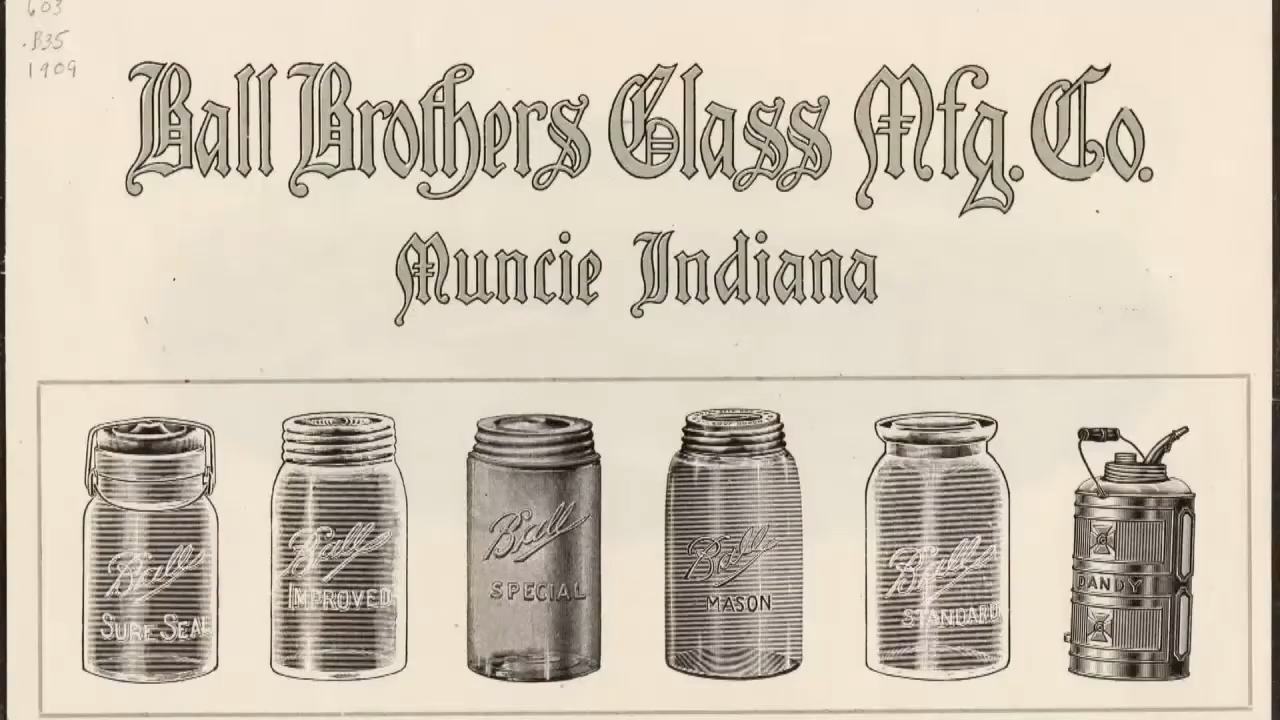 603
.B35
1909
Ball Brothers Glass Mfg. Co.
Muncie Indiana
Ball
SURE SEAL
Ball
IMPROVED
Ball
SPECIAL
Ball
MASON
Ball
STANDARD
DANDY